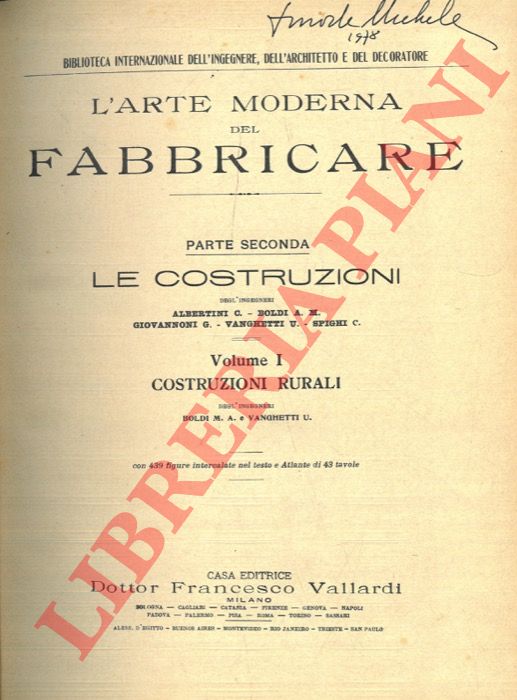 Michele
1978
BIBLIOTECA INTERNAZIONALE DELL'INGEGNERE, DELL'ARCHITETTO E DEL DECORATORE
L'ARTE MODERNA
DEL
FABBRICARE
PARTE SECONDA
LE COSTRUZIONI
DEGL'INGEGNERI
ALBERTINI C. - BOLDI A. M.
GIOVANNONI G. - VANGHETTI U. - SPIGHI C.
Volume I
COSTRUZIONI RURALI
DEGL'INGEGNERI
BOLDI M. A. e VANGHETTI U.
con 439 figure intercalate nel testo e Atlante di 43 tavole
CASA EDITRICE
Dottor Francesco Vallardi
MILANO
BOLOGNA — CAGLIARI — CATANIA — FIRENZE — GENOVA — NAPOLI
PADOVA — PALERMO — PISA — ROMA — TORINO — SASSARI
ALESS. D'EGITTO — BUENOS AIRES — MONTEVIDEO — RIO JANEIRO — TRIESTE — SAN PAULO
LIBRERIA PIANI